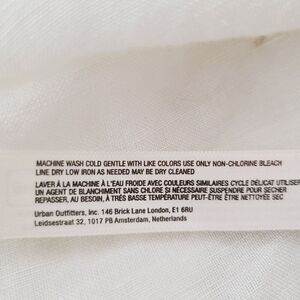 MACHINE WASH COLD GENTLE WITH LIKE COLORS USE ONLY NON-CHLORINE BLEACH
LINE DRY LOW IRON AS NEEDED MAY BE DRY CLEANED
LAVER À LA MACHINE À L'EAU FROIDE AVEC COULEURS SIMILAIRES CYCLE DÉLICAT UTILISER
UN AGENT DE BLANCHIMENT SANS CHLORE SI NÉCESSAIRE SUSPENDRE POUR SÉCHER
REPASSER, AU BESOIN, À TRÈS BASSE TEMPÉRATURE PEUT-ÊTRE ÊTRE NETTOYÉ SEC
Urban Outfitters, Inc. 146 Brick Lane London, E1 6RU
Leidsestraat 32, 1017 PB Amsterdam, Netherlands